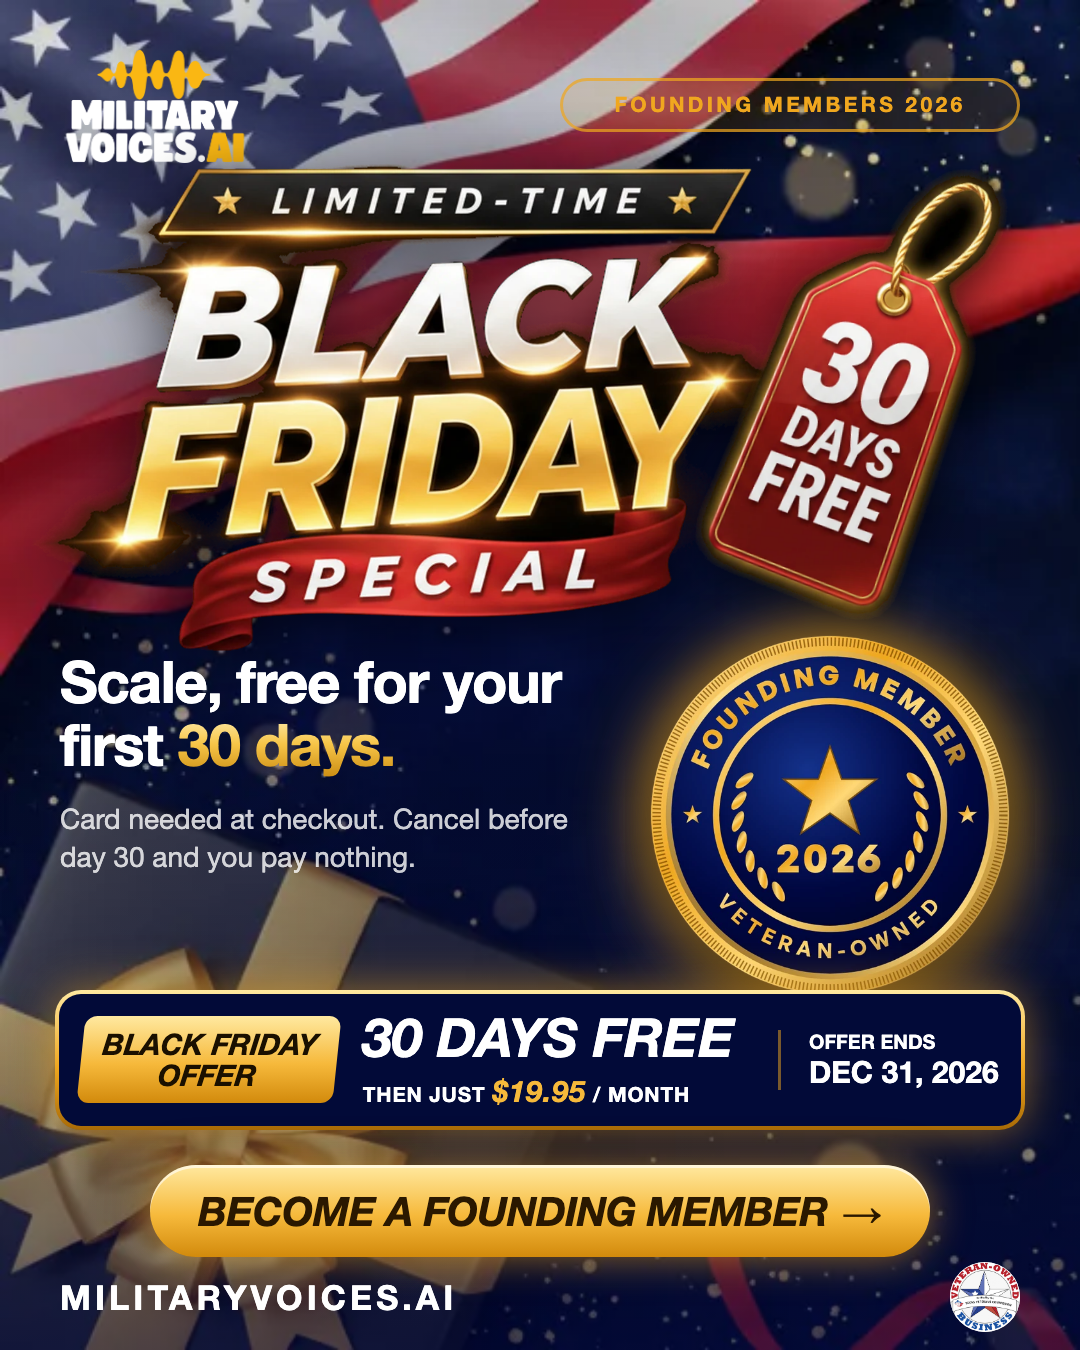 MILITARY
VOICES.AI
FOUNDING MEMBERS 2026
LIMITED-TIME
BLACK
FRIDAY
SPECIAL
30
DAYS
FREE
Scale, free for your
first 30 days.
Card needed at checkout. Cancel before
day 30 and you pay nothing.
FOUNDING MEMBER
2026
VETERAN-OWNED
BLACK FRIDAY
OFFER
30 DAYS FREE
THEN JUST $19.95 / MONTH
OFFER ENDS
DEC 31, 2026
BECOME A FOUNDING MEMBER →
MILITARYVOICES.AI
VETERAN-OWNED
BUSINESS